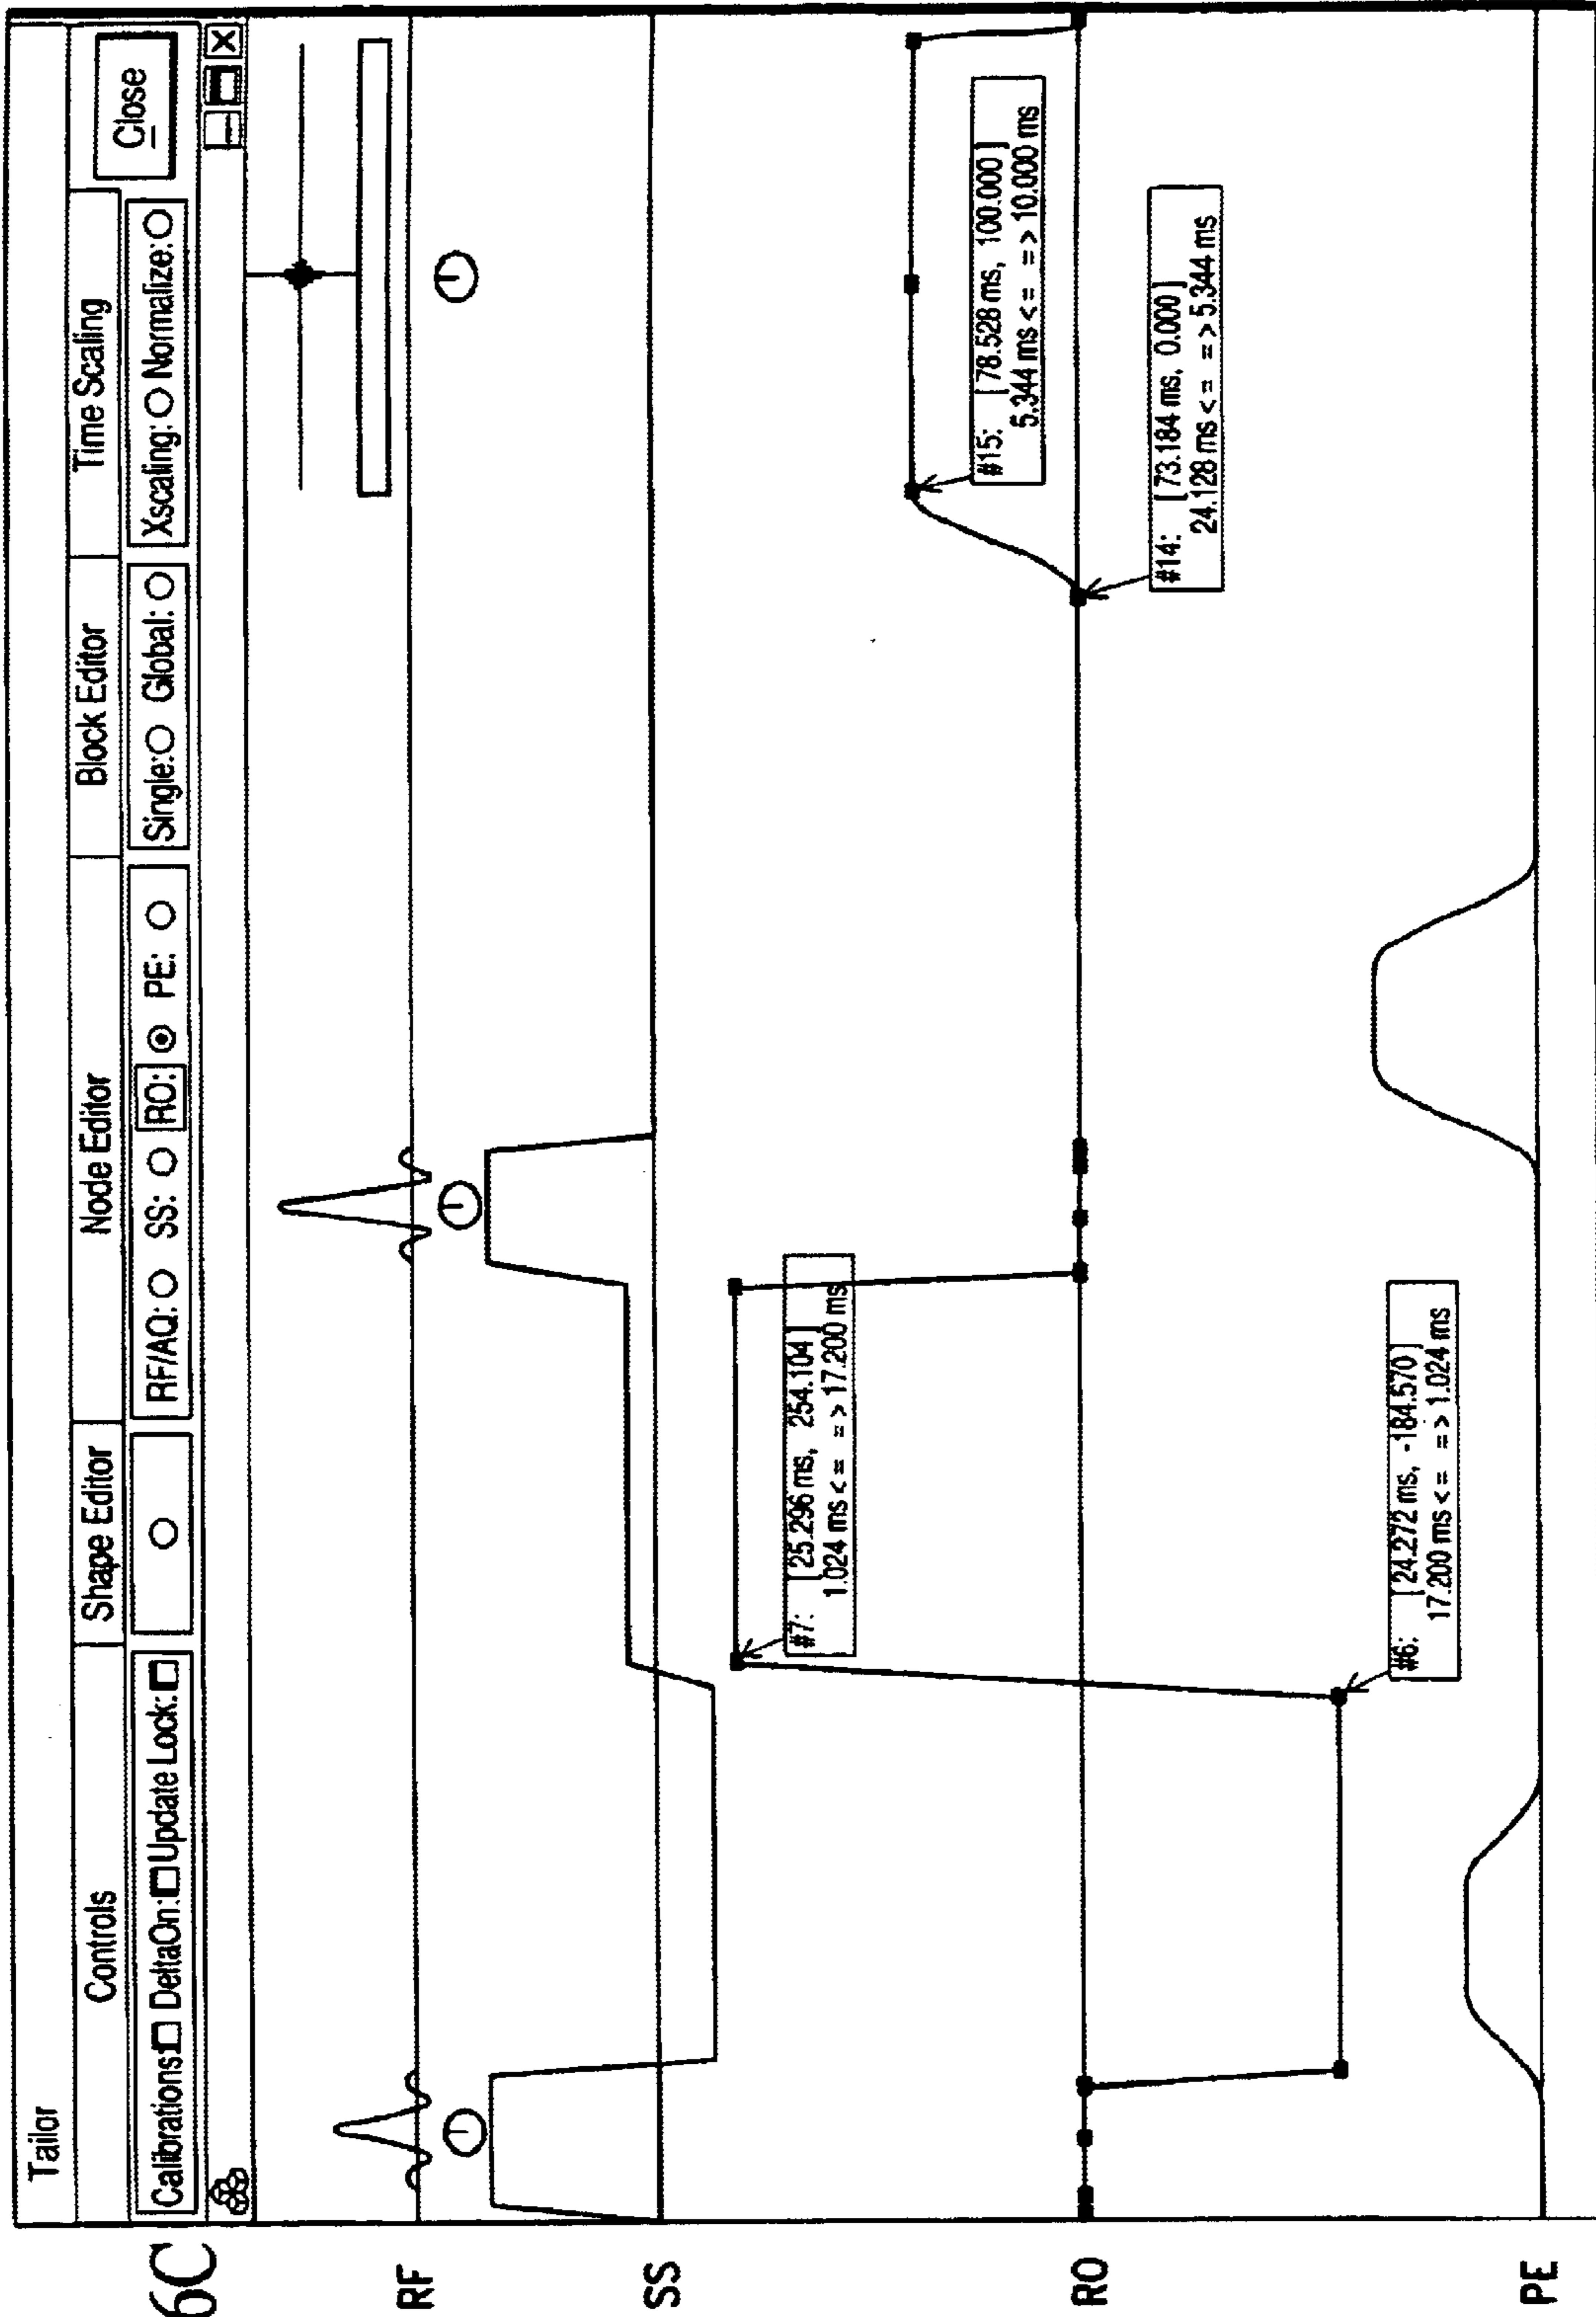 6C
Tailor
Controls
Shape Editor
Node Editor
Block Editor
Time Scaling
Calibrations: DeltaOn: Update Lock:
RF/AQ: SS: RO: PE:
Single: Global:
Xscaling: Normalize:
Close
RF
SS
RO
PE
#7: [25.296 ms, 254.104]
1.024 ms < = = > 17.200 ms
#6: [24.272 ms, -184.570]
17.200 ms < = = > 1.024 ms
#15: [78.528 ms, 100.000]
5.344 ms < = = > 10.000 ms
#14: [73.184 ms, 0.000]
24.128 ms < = = > 5.344 ms